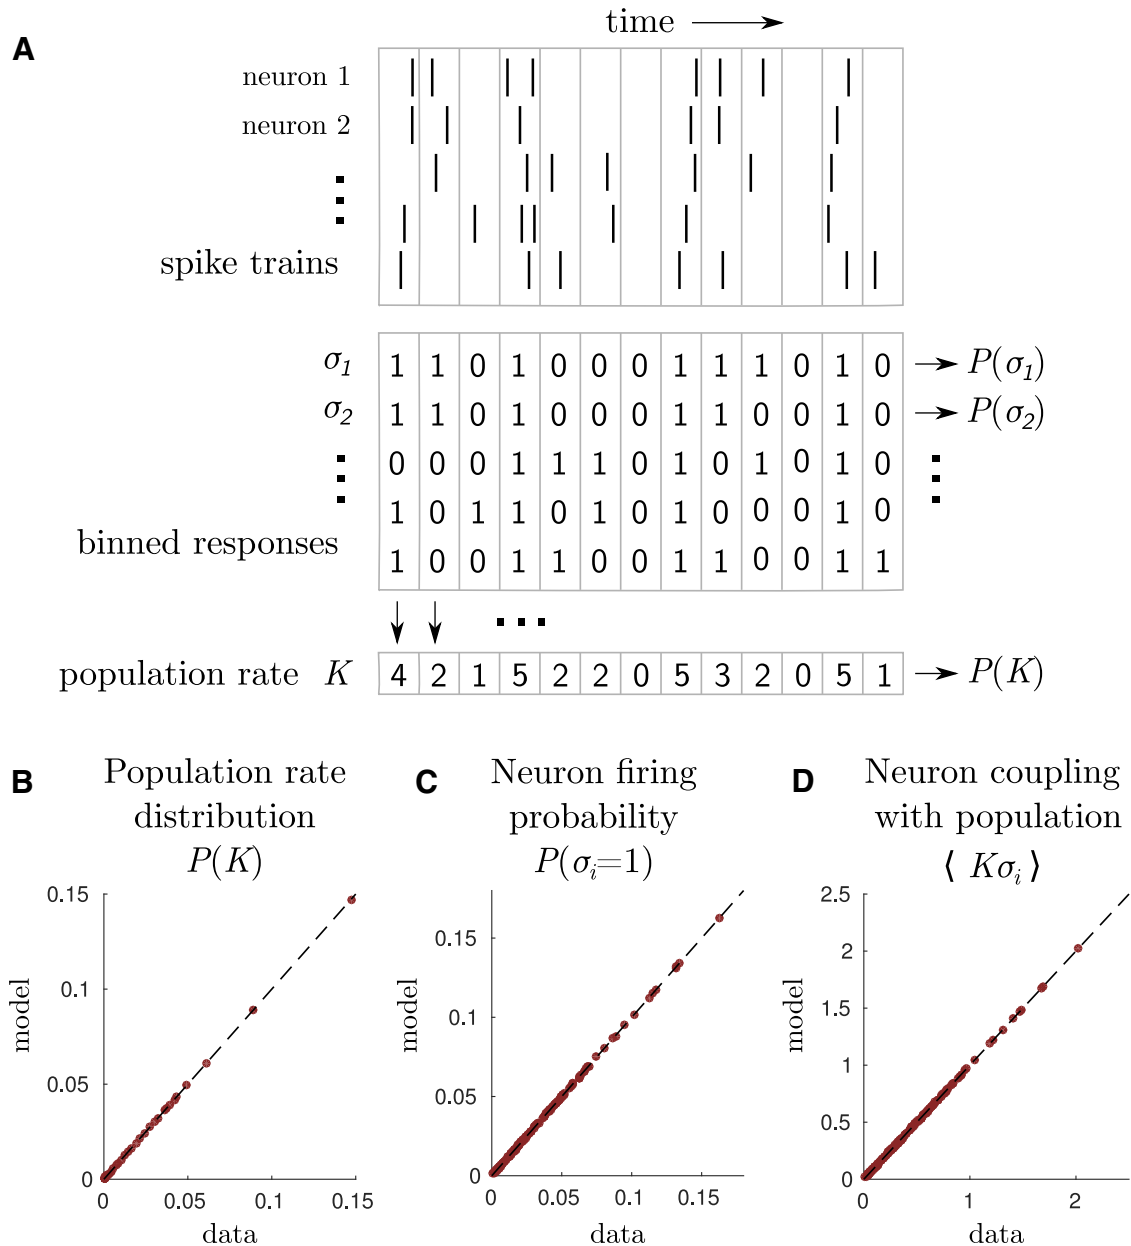 time
A
neuron 1
neuron 2
spike trains
σ1 1 1 0 1 0 0 0 1 1 1 0 1 0 P(σ1)
σ2 1 1 0 1 0 0 0 1 1 0 0 1 0 P(σ2)
0 0 0 1 1 1 0 1 0 1 0 1 0
1 0 1 1 0 1 0 1 0 0 0 1 0
binned responses
1 0 0 1 1 0 0 1 1 0 0 1 1
population rate K 4 2 1 5 2 2 0 5 3 2 0 5 1 P(K)
B Population rate
distribution
P(K)
0.15
0.1
0.05
0
model
0 0.05 0.1 0.15
data
C Neuron firing
probability
P(σi=1)
0.15
0.1
0.05
0
model
0 0.05 0.1 0.15
data
D Neuron coupling
with population
⟨ Kσi ⟩
2.5
2
1.5
1
0.5
0
model
0 1 2
data